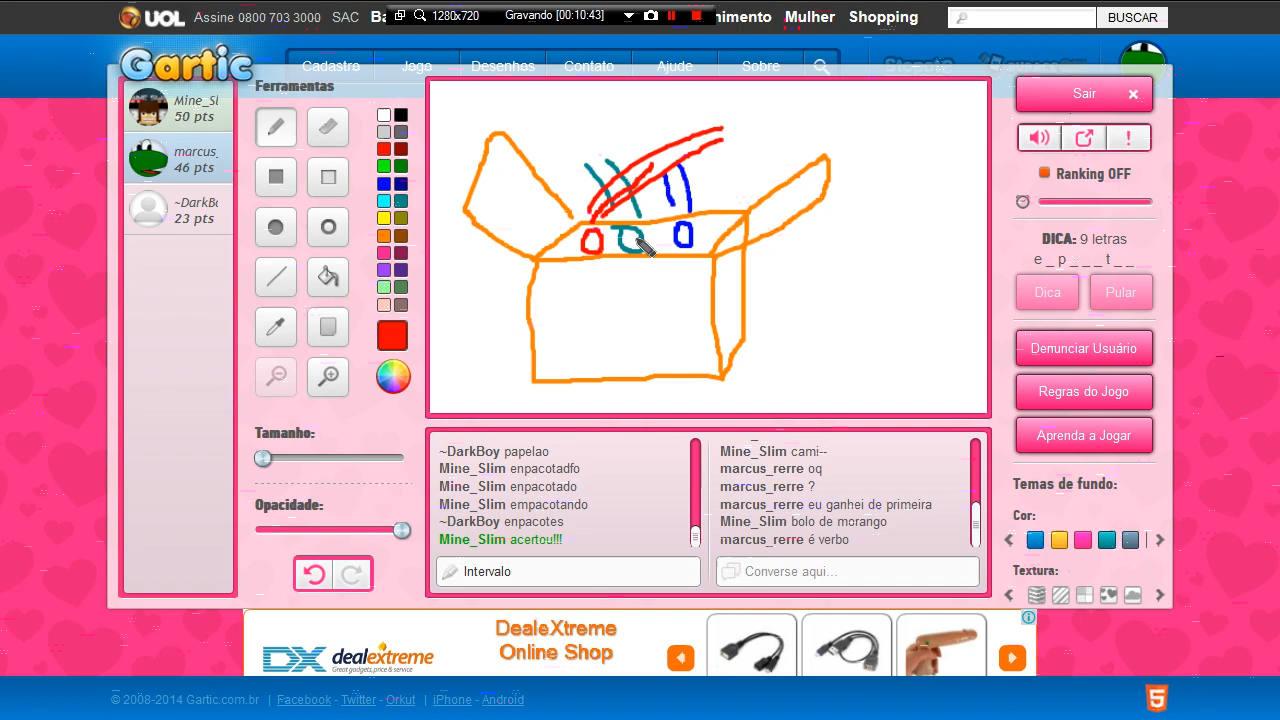 UOL Assine 0800 703 3000 SAC Ba
1280x720 Gravando [00:10:43]
nhimento Mulher Shopping BUSCAR
Gartic
Cadastro Jogo Desenhos Contato Ajude Sobre
Mine_Sl
50 pts
marcus_
46 pts
~DarkBo
23 pts
Ferramentas
Tamanho:
Opacidade:
~DarkBoy papelao
Mine_Slim enpacotadfo
Mine_Slim enpacotado
Mine_Slim empacotando
~DarkBoy enpacotes
Mine_Slim acertou!!!
Intervalo
Mine_Slim cami--
marcus_rerre oq
marcus_rerre ?
marcus_rerre eu ganhei de primeira
Mine_Slim bolo de morango
marcus_rerre é verbo
Converse aqui...
Sair ×
!
Ranking OFF
DICA: 9 letras
e _ p _ _ _ t _ _
Dica Pular
Denunciar Usuário
Regras do Jogo
Aprenda a Jogar
Temas de fundo:
Cor:
Textura:
DX dealextreme
Great gadgets, price & service
DealeXtreme
Online Shop
© 2008-2014 Gartic.com.br | Facebook - Twitter - Orkut | iPhone - Android
5